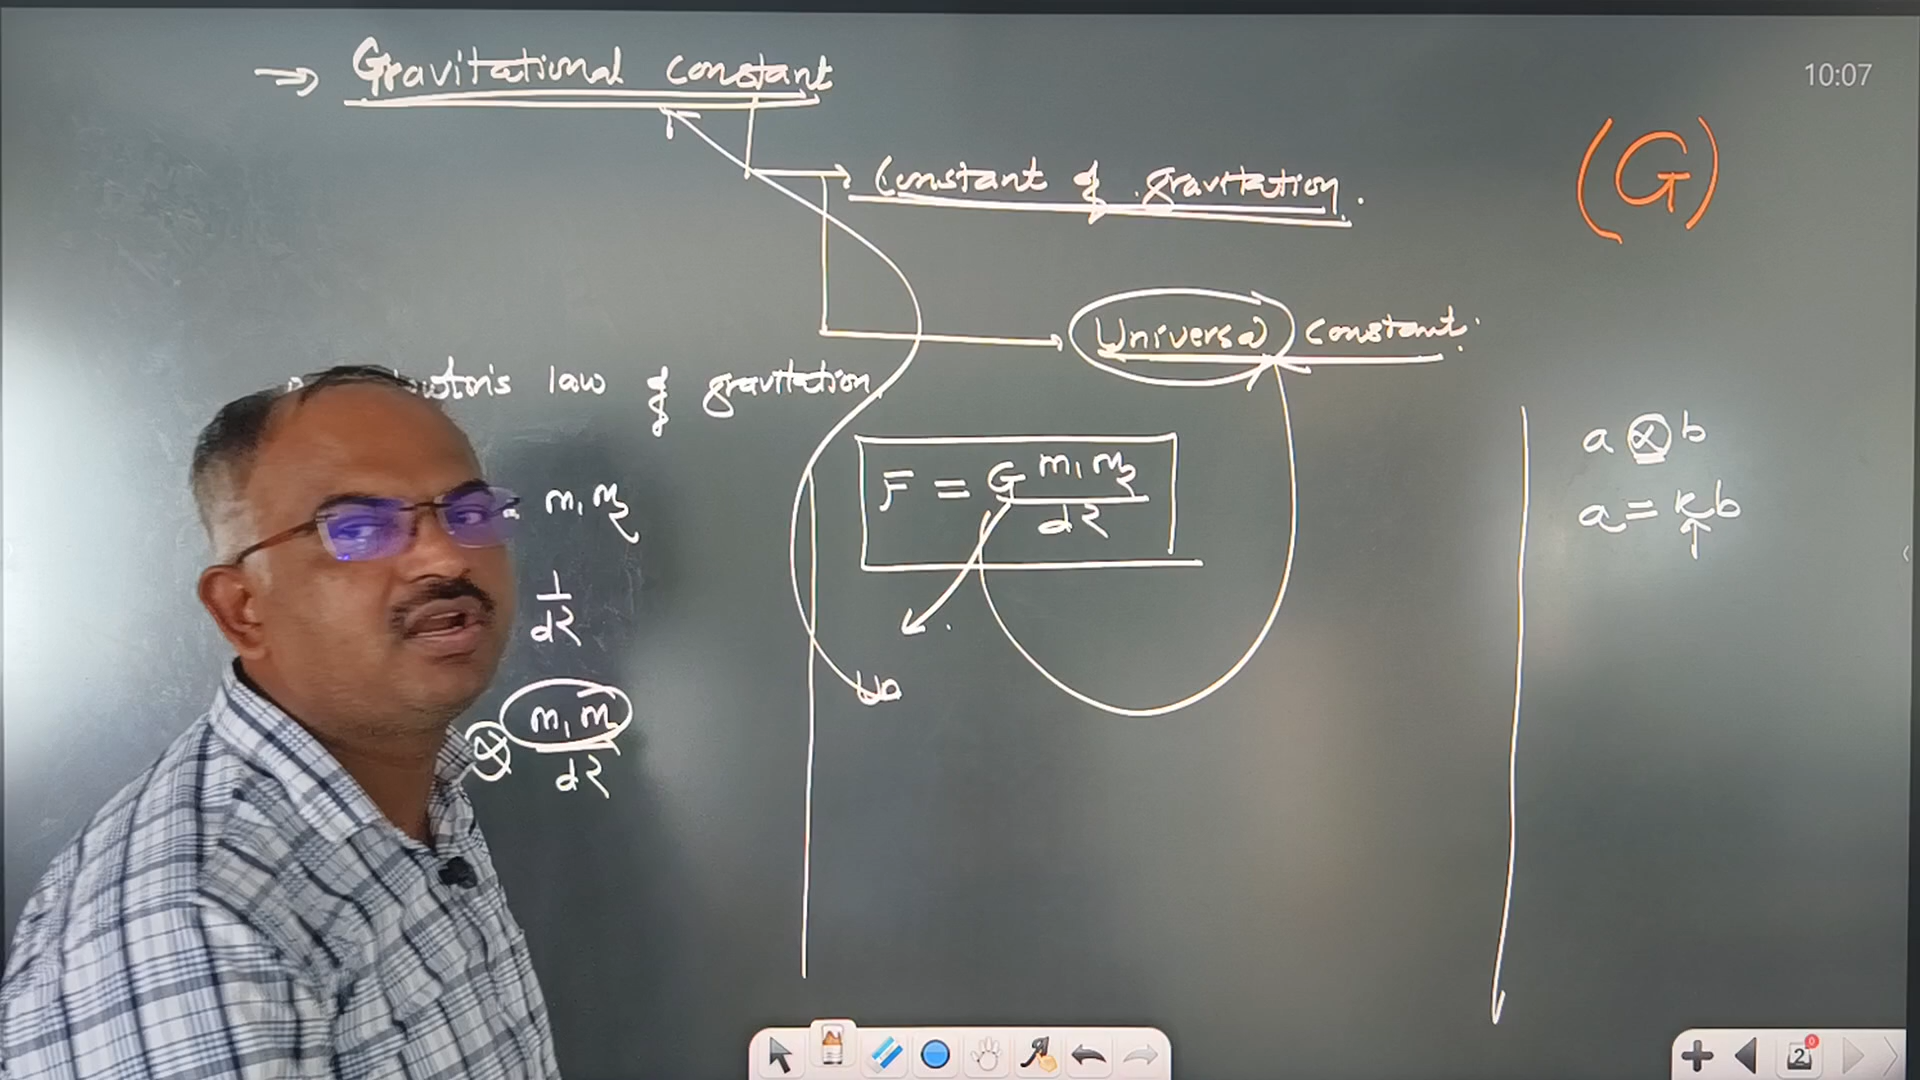 ⇒ Gravitational constant
10:07
(G)
Constant of gravitation.
Universal constant.
law of gravitation
m₁m₂
1/d²
m₁m₂/d²
F = G m₁m₂/d²
a ∝ b
a = k b
2